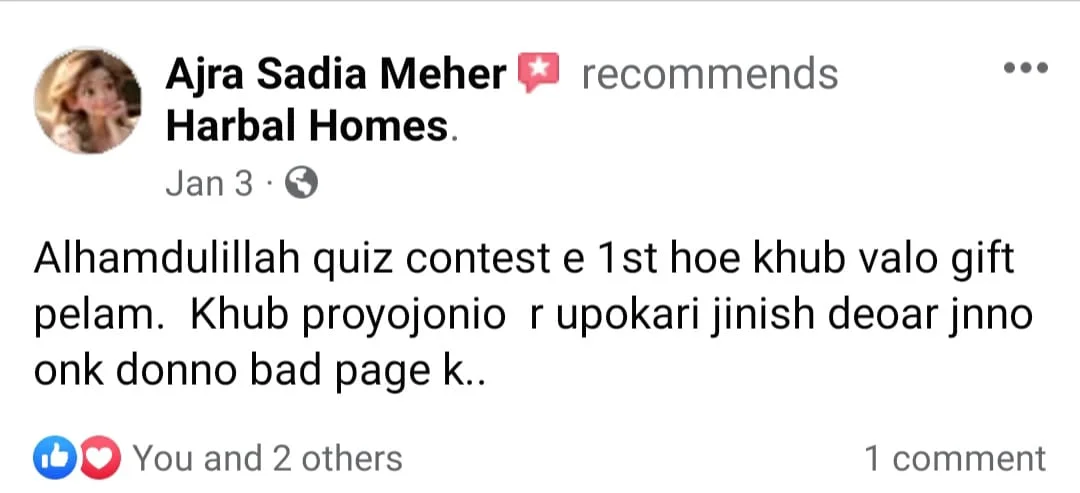 Ajra Sadia Meher recommends
Harbal Homes.
Jan 3 ·
Alhamdulillah quiz contest e 1st hoe khub valo gift
pelam. Khub proyojonio r upokari jinish deoar jnno
onk donno bad page k..
You and 2 others 1 comment